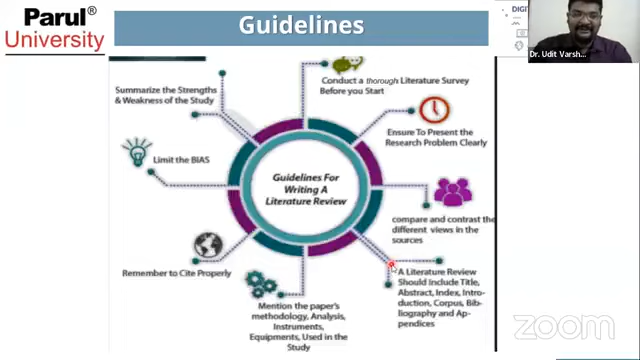 Parul®
University
Guidelines
DIGIT
Dr. Udit Varsh...
Conduct a thorough Literature Survey
Before you Start
Ensure To Present the
Research Problem Clearly
compare and contrast the
different views in the
sources
A Literature Review
Should include Title,
Abstract, Index, Intro-
duction, Corpus, Bib-
liography and Ap-
pendices
Mention the paper's
methodology, Analysis,
Instruments,
Equipments, Used in the
Study
Remember to Cite Properly
Limit the BIAS
Summarize the Strengths
& Weakness of the Study
Guidelines For
Writing A
Literature Review
zoom